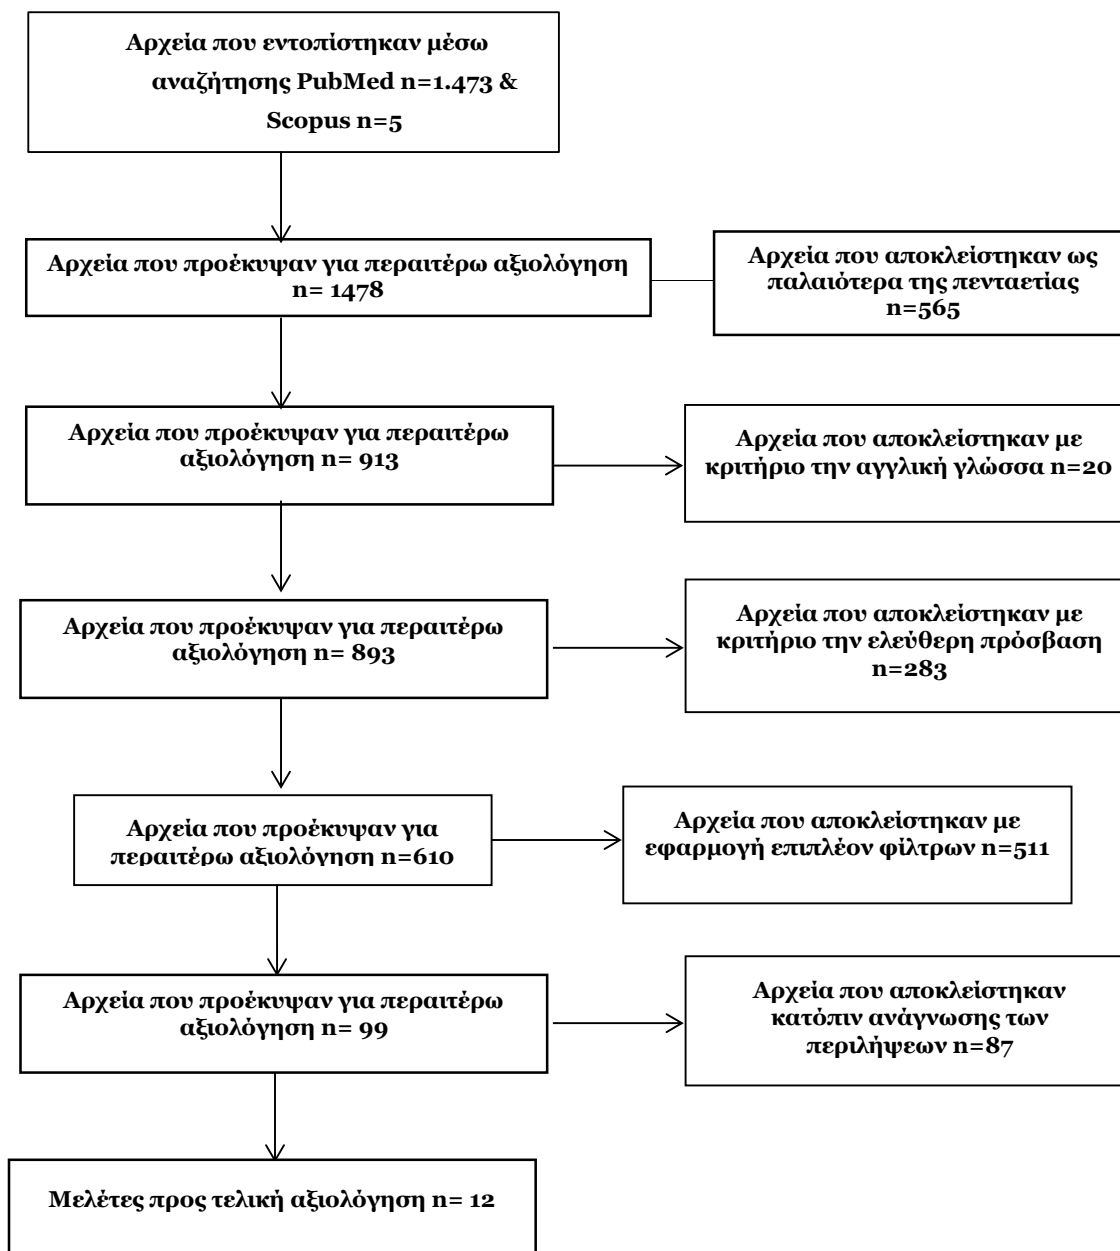 Αρχεία που εντοπίστηκαν μέσω
αναζήτησης PubMed n=1.473 &
Scopus n=5
Αρχεία που προέκυψαν για περαιτέρω αξιολόγηση
n= 1478
Αρχεία που αποκλείστηκαν ως
παλαιότερα της πενταετίας
n=565
Αρχεία που προέκυψαν για περαιτέρω
αξιολόγηση n= 913
Αρχεία που αποκλείστηκαν με
κριτήριο την αγγλική γλώσσα n=20
Αρχεία που προέκυψαν για περαιτέρω
αξιολόγηση n= 893
Αρχεία που αποκλείστηκαν με
κριτήριο την ελεύθερη πρόσβαση
n=283
Αρχεία που προέκυψαν για
περαιτέρω αξιολόγηση n=610
Αρχεία που αποκλείστηκαν με
εφαρμογή επιπλέον φίλτρων n=511
Αρχεία που προέκυψαν για περαιτέρω
αξιολόγηση n= 99
Αρχεία που αποκλείστηκαν
κατόπιν ανάγνωσης των
περιλήψεων n=87
Μελέτες προς τελική αξιολόγηση n= 12